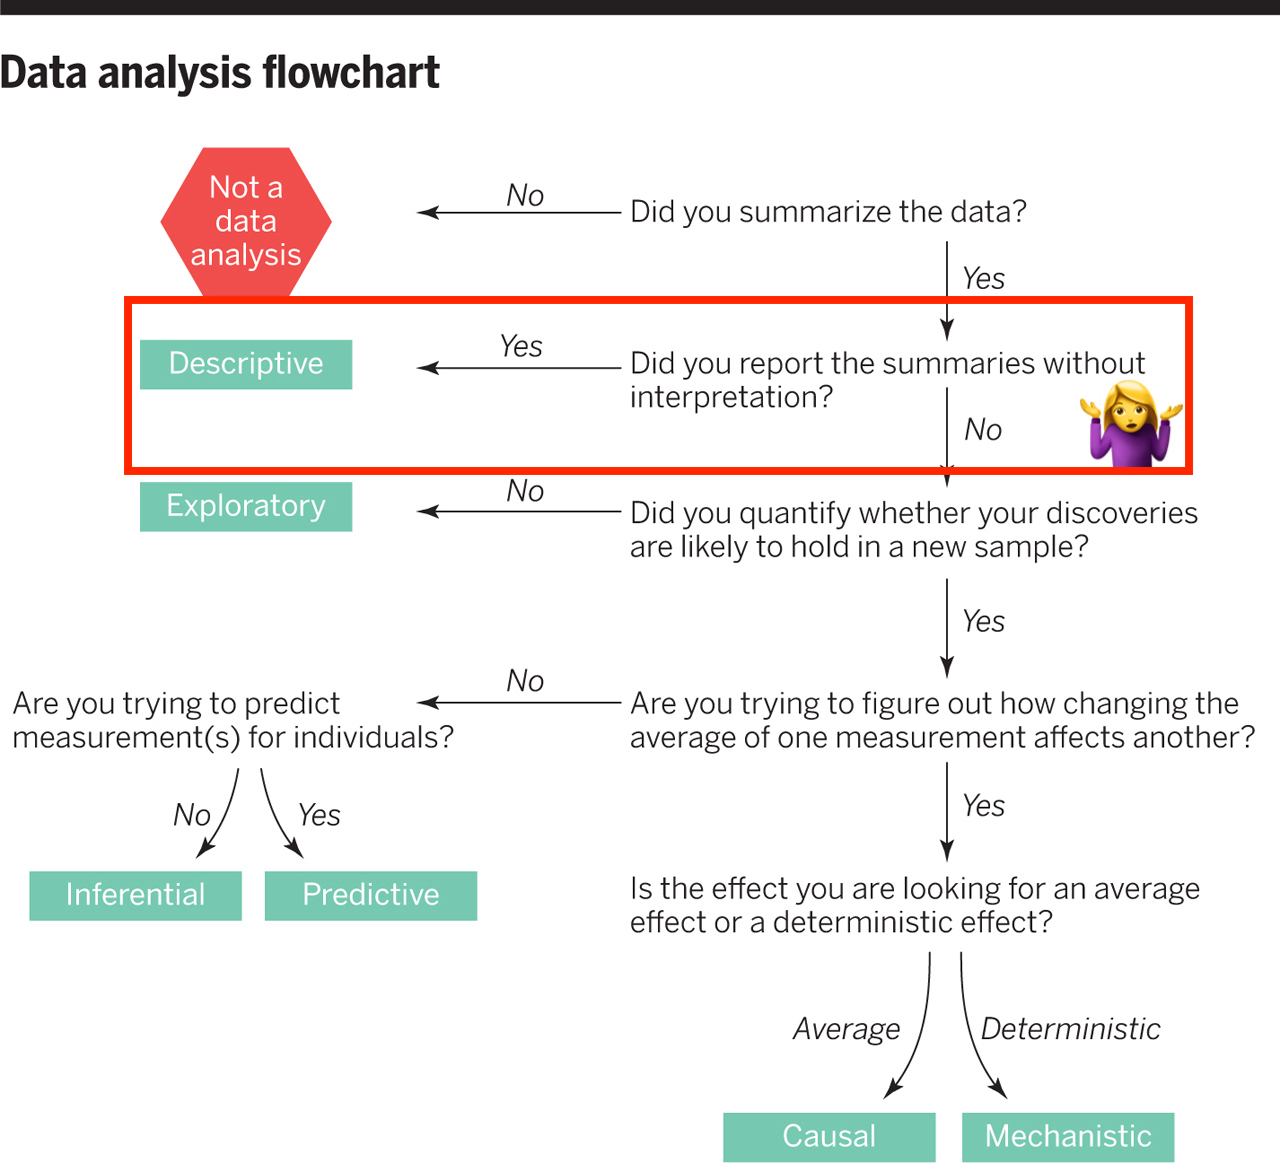 Data analysis flowchart
Not a
data
analysis
No
Did you summarize the data?
Yes
Descriptive
Yes
Did you report the summaries without
interpretation?
No
Exploratory
No
Did you quantify whether your discoveries
are likely to hold in a new sample?
Yes
Are you trying to predict
measurement(s) for individuals?
No
Are you trying to figure out how changing the
average of one measurement affects another?
No
Yes
Yes
Inferential
Predictive
Is the effect you are looking for an average
effect or a deterministic effect?
Average
Deterministic
Causal
Mechanistic